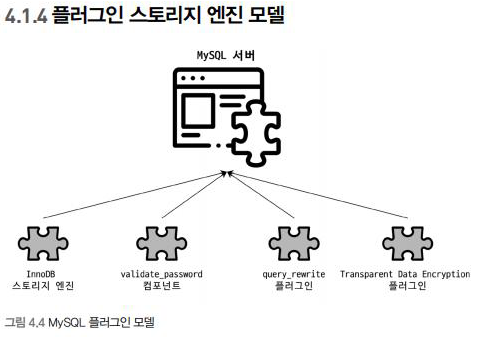 4.1.4 플러그인 스토리지 엔진 모델
MySQL 서버
InnoDB
스토리지 엔진
validate_password
컴포넌트
query_rewrite
플러그인
Transparent Data Encryption
플러그인
그림 4.4 MySQL 플러그인 모델